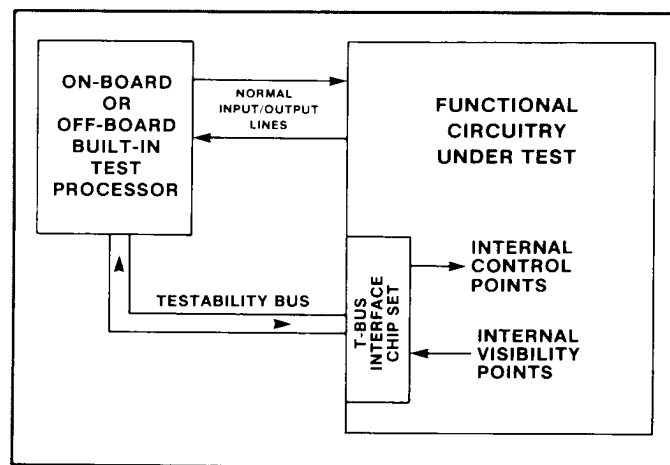 ON-BOARD
OR
OFF-BOARD
BUILT-IN
TEST
PROCESSOR
NORMAL
INPUT/OUTPUT
LINES
FUNCTIONAL
CIRCUITRY
UNDER TEST
TESTABILITY BUS
T-BUS
INTERFACE
CHIP SET
INTERNAL
CONTROL
POINTS
INTERNAL
VISIBILITY
POINTS